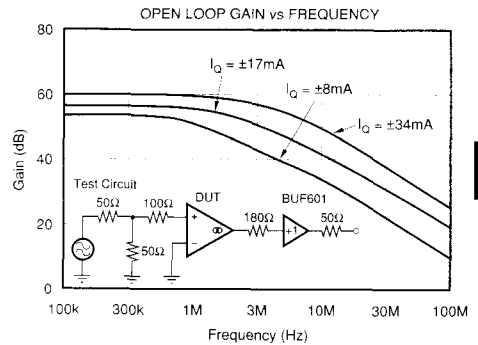 OPEN LOOP GAIN vs FREQUENCY
80
60
40
20
0
Gain (dB)
IQ = ±17mA
IQ = ±8mA
IQ = ±34mA
Test Circuit
50Ω
100Ω
50Ω
DUT
+
–
180Ω
BUF601
+1
50Ω
100k 300k 1M 3M 10M 30M 100M
Frequency (Hz)